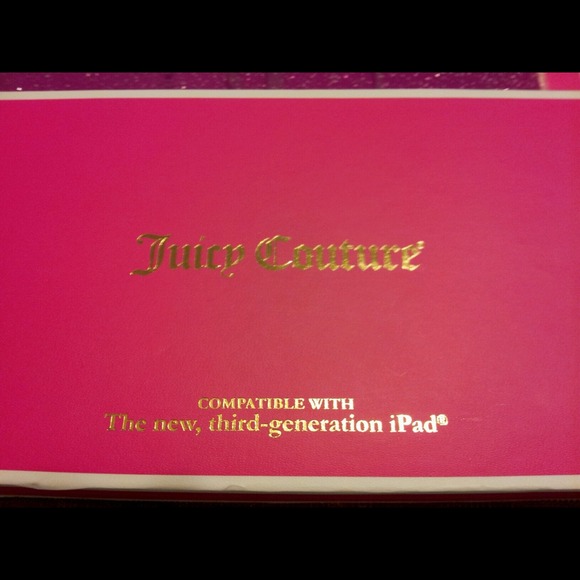 Juicy Couture
COMPATIBLE WITH
The new, third-generation iPad®